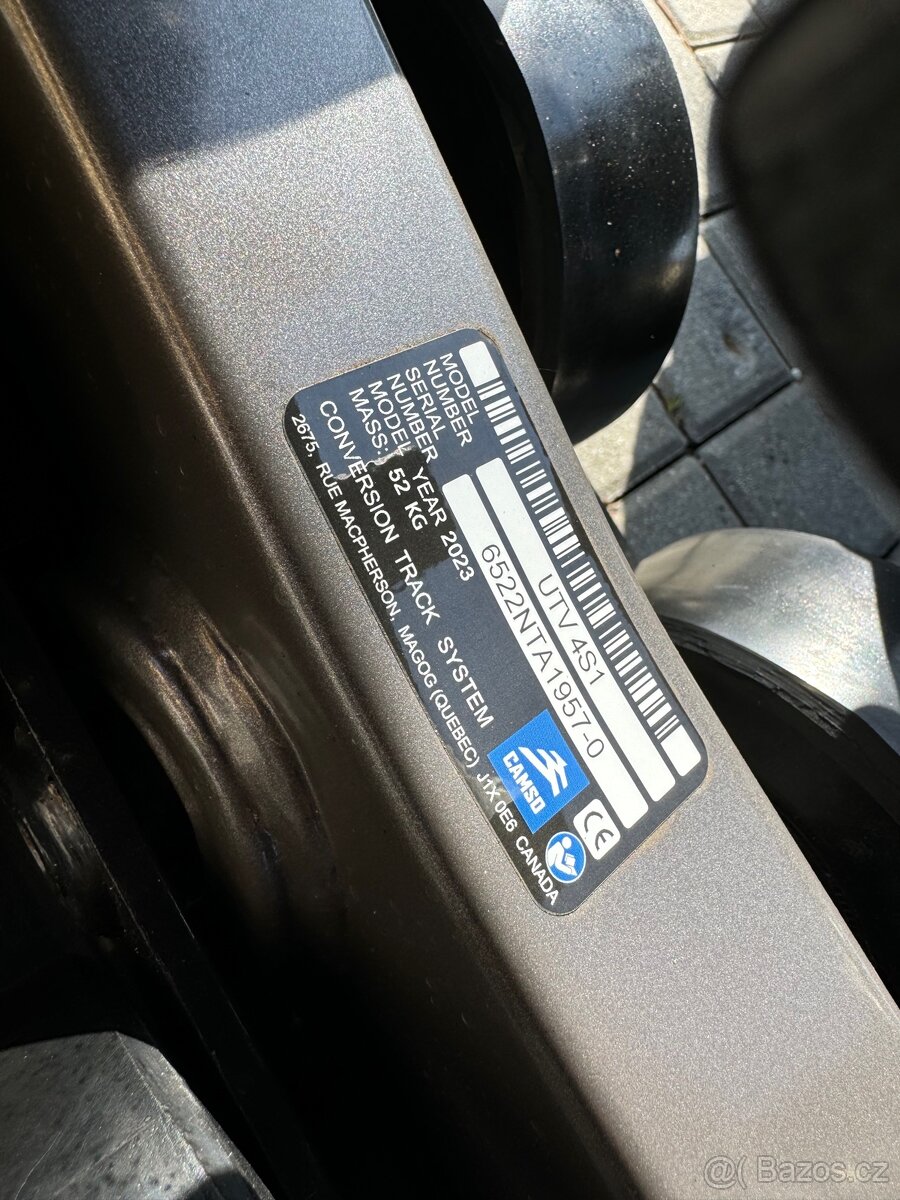 MODEL
NUMBER
UTV 4S1
SERIAL
NUMBER
6522NTA1957-0
MODEL YEAR 2023
MASS: 52 KG
CONVERSION TRACK SYSTEM
2675, RUE MACPHERSON, MAGOG (QUEBEC) J1X 0E6 CANADA
CAMSO
CE
@( Bazos.cz